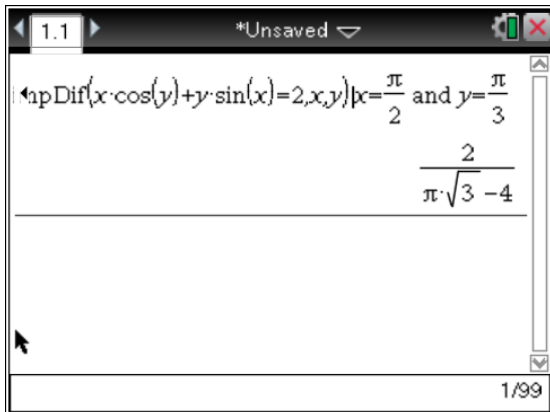 1.1 *Unsaved
mpDif(x·cos(y)+y·sin(x)=2,x,y)|x=π/2 and y=π/3
2/(π·√3 −4)
1/99